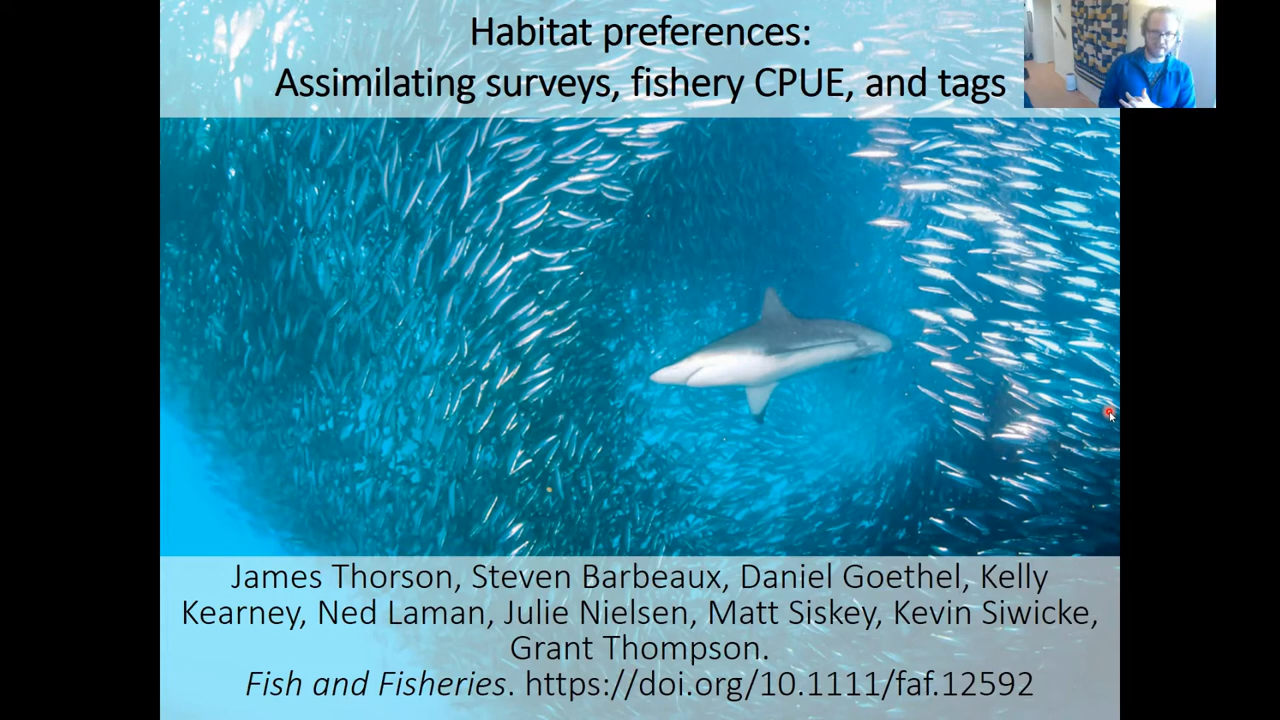 Habitat preferences:
Assimilating surveys, fishery CPUE, and tags
James Thorson, Steven Barbeaux, Daniel Goethel, Kelly
Kearney, Ned Laman, Julie Nielsen, Matt Siskey, Kevin Siwicke,
Grant Thompson.
Fish and Fisheries. https://doi.org/10.1111/faf.12592